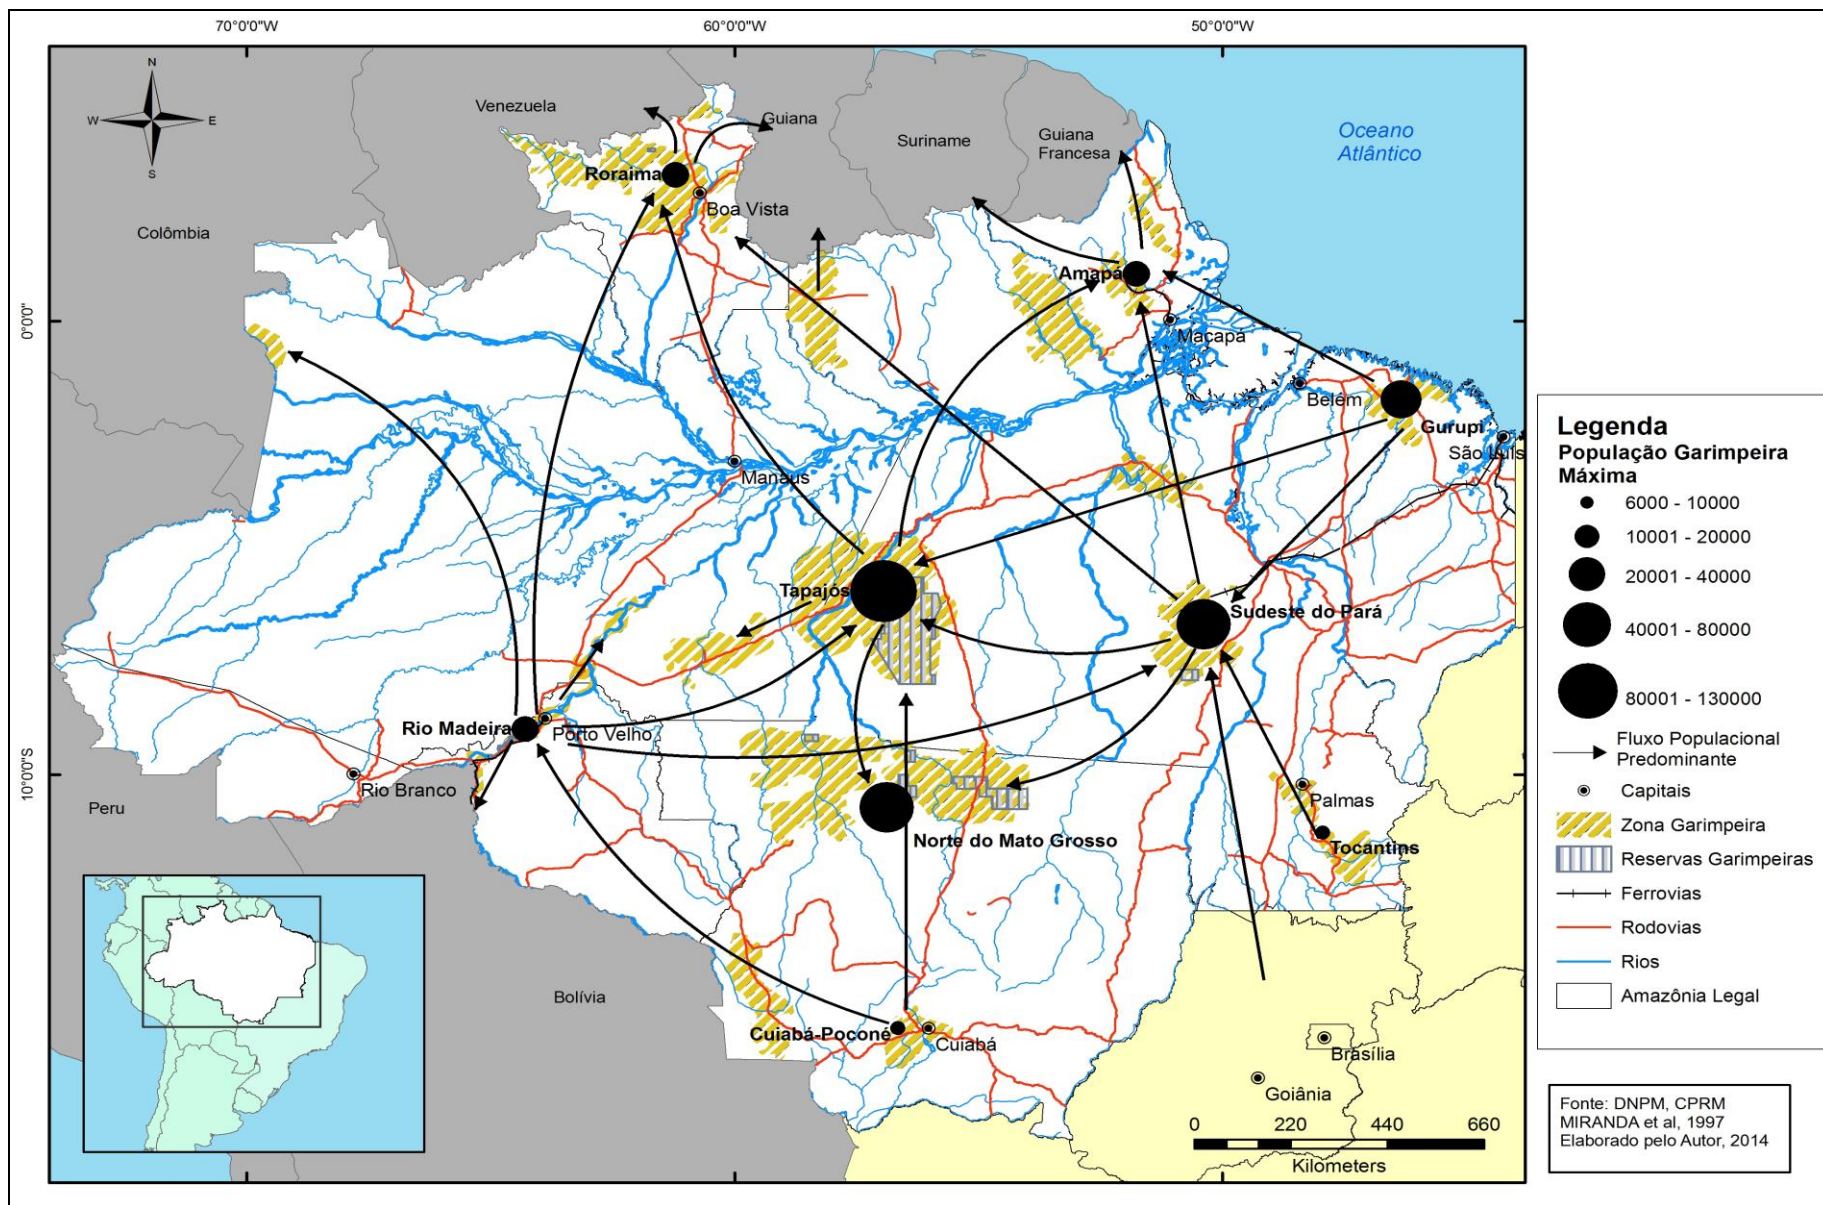 70°0'0"W
60°0'0"W
50°0'0"W
0°0'0"
10°0'0"S
N
W
E
S
Venezuela
Guiana
Suriname
Guiana
Francesa
Oceano
Atlântico
Colômbia
Roraima
Boa Vista
Amapá
Macapá
Belém
Gurupi
São Luís
Manaus
Tapajós
Sudeste do Pará
Rio Madeira
Porto Velho
Rio Branco
Peru
Palmas
Tocantins
Norte do Mato Grosso
Bolívia
Cuiabá-Poconé
Cuiabá
Brasília
Goiânia
0 220 440 660
Kilometers
Legenda
População Garimpeira
Máxima
6000 - 10000
10001 - 20000
20001 - 40000
40001 - 80000
80001 - 130000
Fluxo Populacional
Predominante
Capitais
Zona Garimpeira
Reservas Garimpeiras
Ferrovias
Rodovias
Rios
Amazônia Legal
Fonte: DNPM, CPRM
MIRANDA et al, 1997
Elaborado pelo Autor, 2014